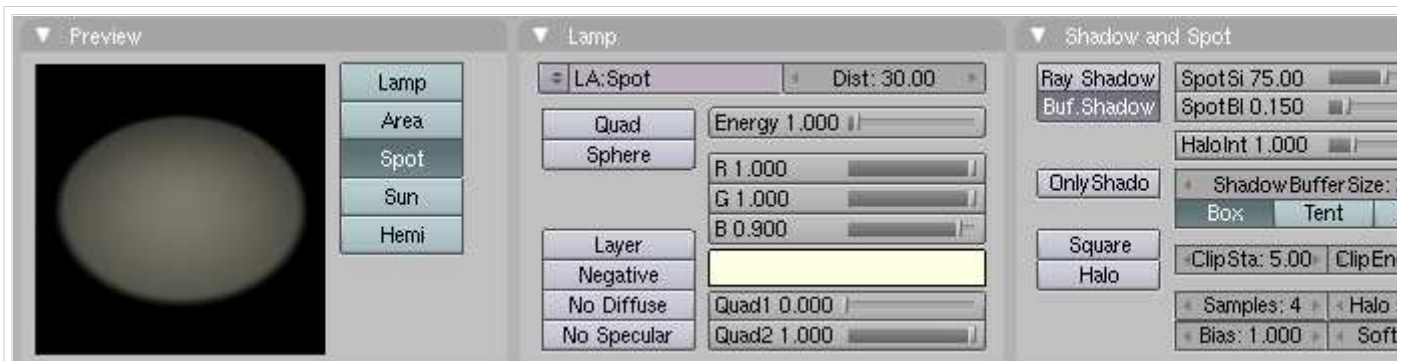 Preview
Lamp
Area
Spot
Sun
Hemi
Lamp
LA:Spot
Dist: 30.00
Quad
Sphere
Energy 1.000
R 1.000
G 1.000
B 0.900
Layer
Negative
No Diffuse
No Specular
Quad1 0.000
Quad2 1.000
Shadow and Spot
Ray Shadow
Buf.Shadow
SpotSi 75.00
SpotBl 0.150
HaloInt 1.000
OnlyShado
ShadowBufferSize:
Box
Tent
Square
Halo
ClipSta: 5.00
ClipEn
Samples: 4
Halo
Bias: 1.000
Soft